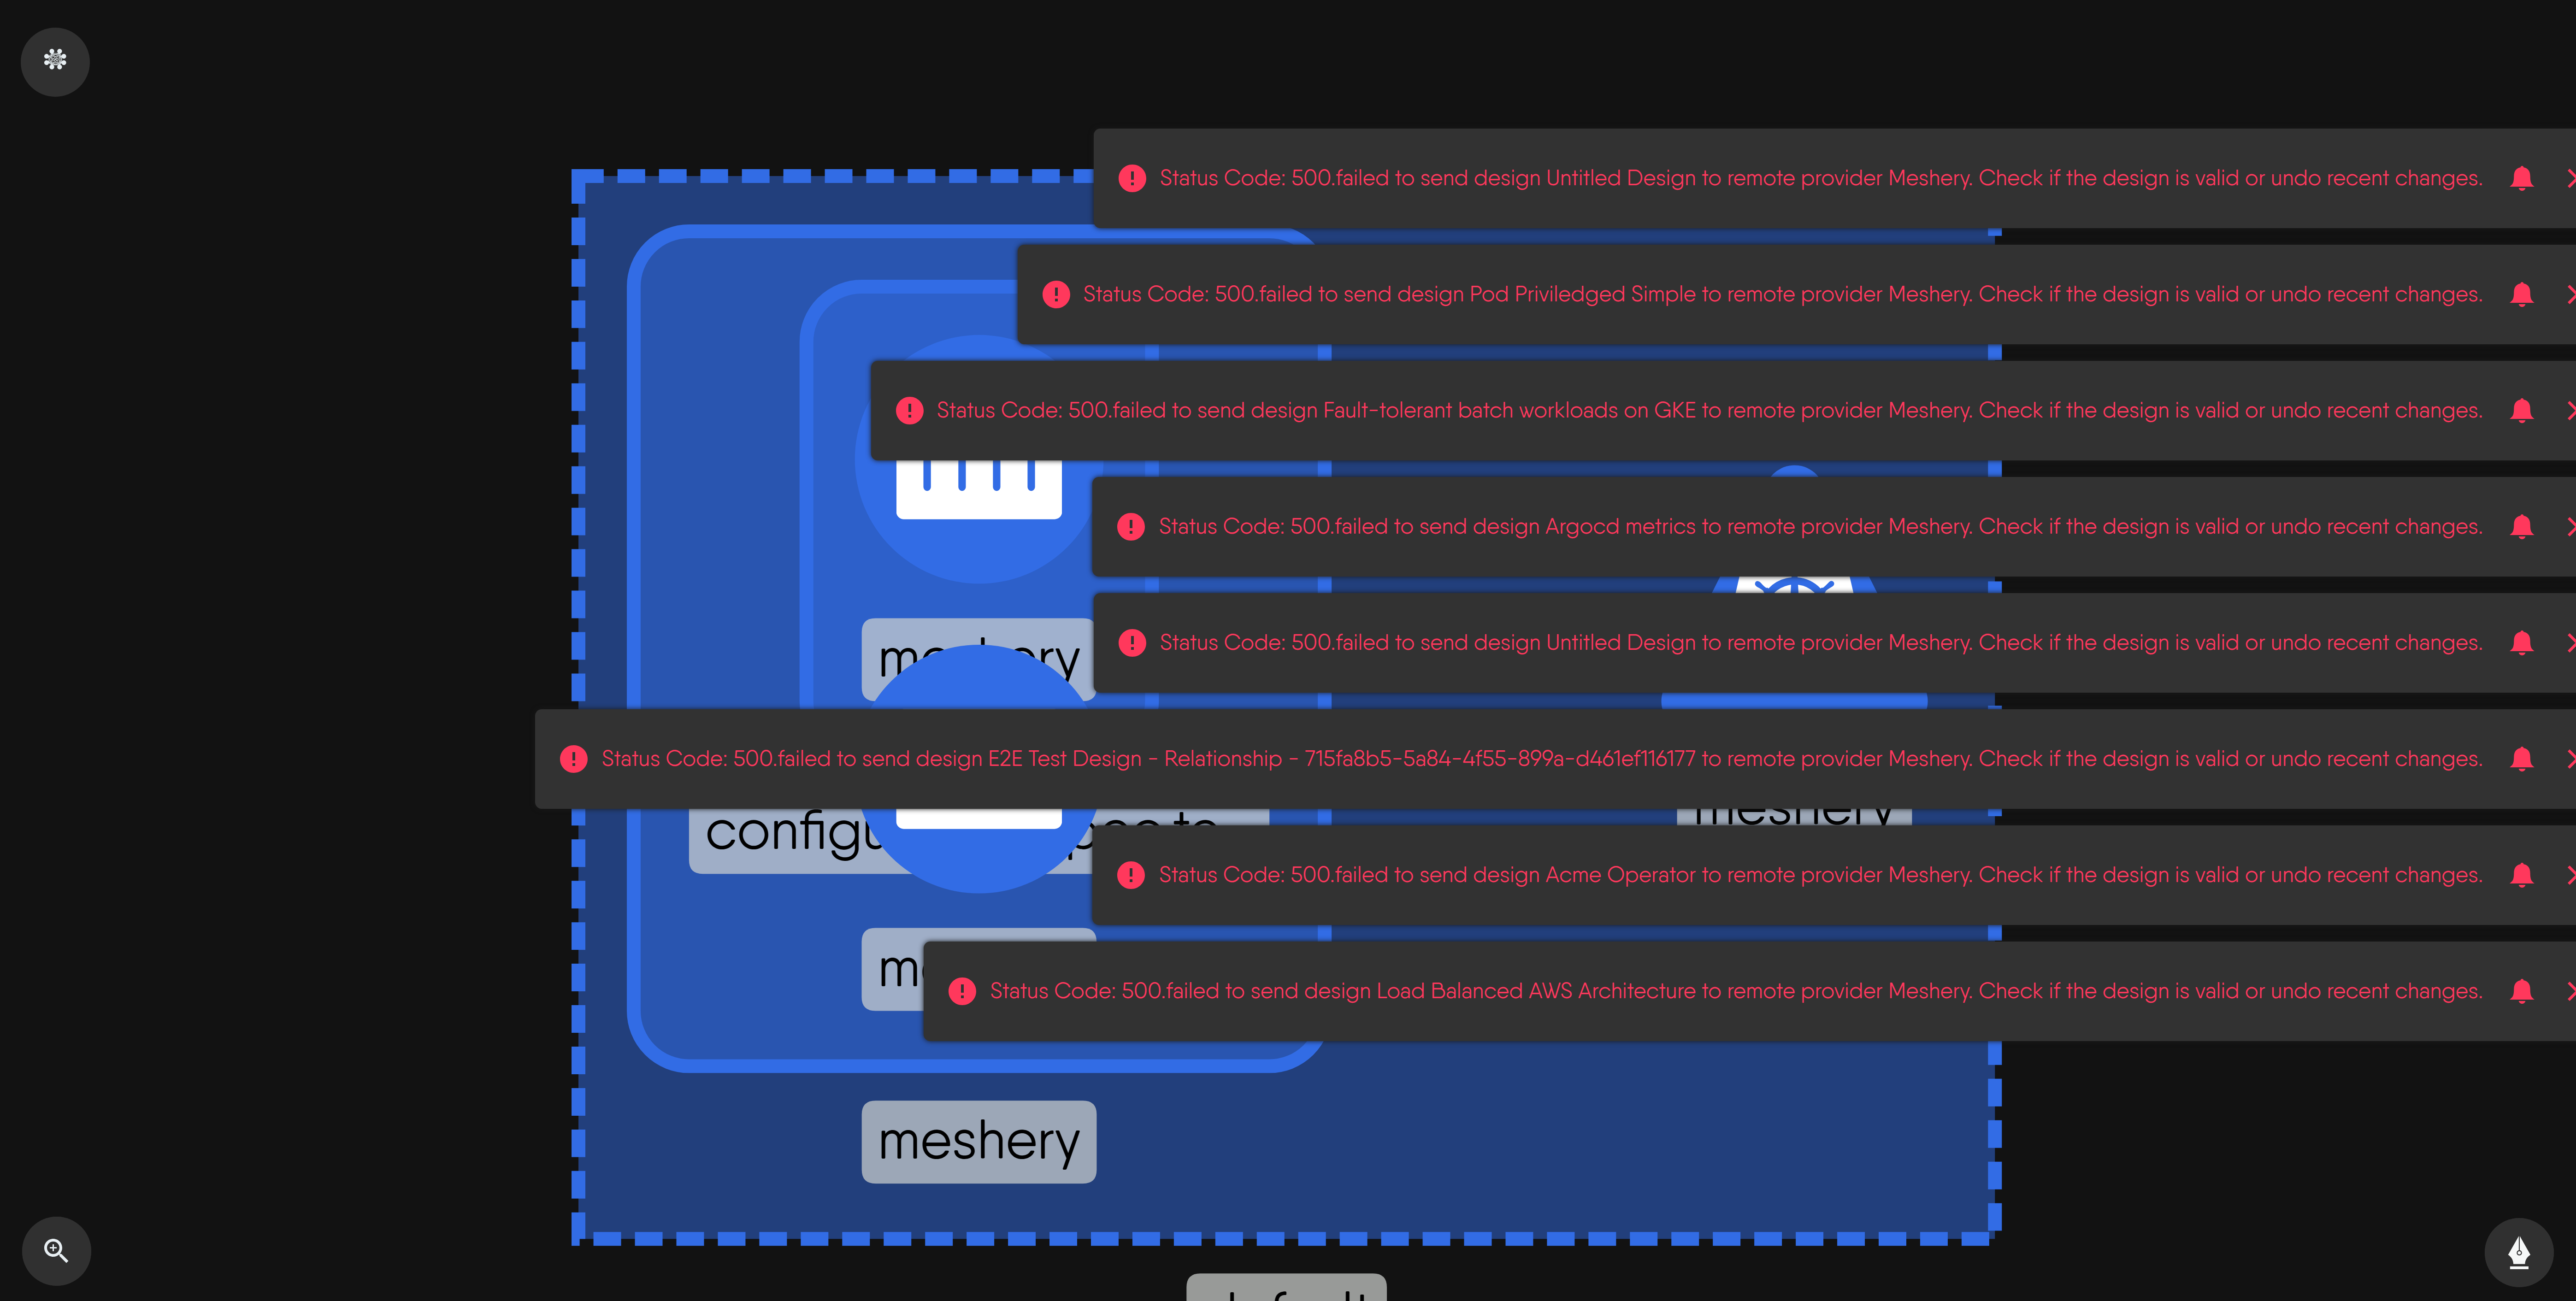 Status Code: 500.failed to send design Untitled Design to remote provider Meshery. Check if the design is valid or undo recent changes.
Status Code: 500.failed to send design Pod Priviledged Simple to remote provider Meshery. Check if the design is valid or undo recent changes.
Status Code: 500.failed to send design Fault-tolerant batch workloads on GKE to remote provider Meshery. Check if the design is valid or undo recent changes.
Status Code: 500.failed to send design Argocd metrics to remote provider Meshery. Check if the design is valid or undo recent changes.
Status Code: 500.failed to send design Untitled Design to remote provider Meshery. Check if the design is valid or undo recent changes.
meshery
Status Code: 500.failed to send design E2E Test Design - Relationship - 715fa8b5-5a84-4f55-899a-d461ef116177 to remote provider Meshery. Check if the design is valid or undo recent changes.
meshery
Status Code: 500.failed to send design Acme Operator to remote provider Meshery. Check if the design is valid or undo recent changes.
Status Code: 500.failed to send design Load Balanced AWS Architecture to remote provider Meshery. Check if the design is valid or undo recent changes.
meshery